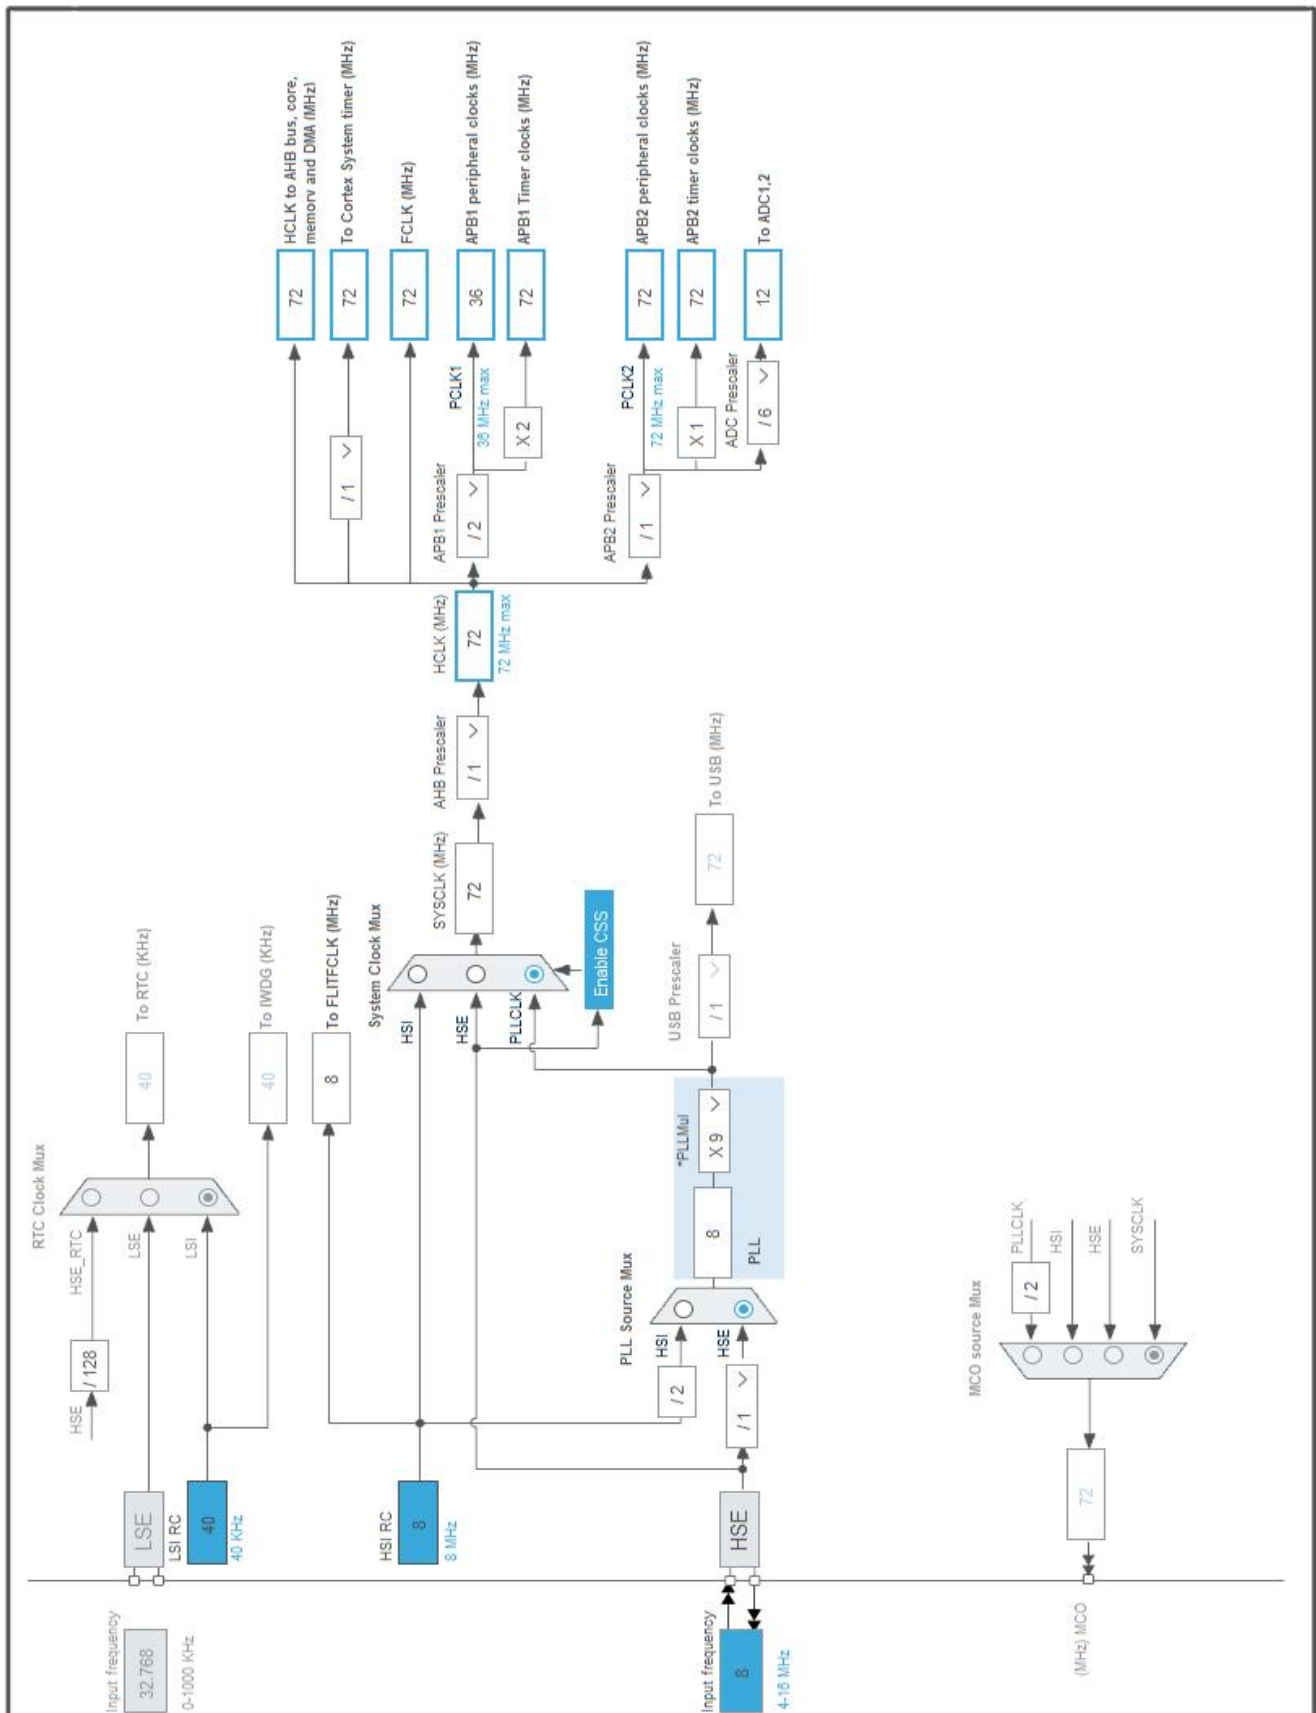 RTC Clock Mux
HSE
/ 128
HSE_RTC
Input frequency
32.768
0-1000 KHz
LSE
LSE
40
To RTC (KHz)
LSI RC
40
40 KHz
LSI
40
To IWDG (KHz)
8
To FLITFCLK (MHz)
HSI RC
8
8 MHz
System Clock Mux
HSI
HSE
PLLCLK
Enable CSS
SYSCLK (MHz)
72
AHB Prescaler
/ 1
HCLK (MHz)
72
72 MHz max
72
HCLK to AHB bus, core,
memory and DMA (MHz)
/ 1
72
To Cortex System timer (MHz)
72
FCLK (MHz)
APB1 Prescaler
/ 2
PCLK1
36 MHz max
36
APB1 peripheral clocks (MHz)
X 2
72
APB1 Timer clocks (MHz)
APB2 Prescaler
/ 1
PCLK2
72 MHz max
72
APB2 peripheral clocks (MHz)
X 1
72
APB2 timer clocks (MHz)
ADC Prescaler
/ 6
12
To ADC1,2
PLL Source Mux
/ 2
HSI
Input frequency
8
4-16 MHz
HSE
/ 1
HSE
8
*PLLMul
X 9
PLL
USB Prescaler
/ 1
72
To USB (MHz)
MCO source Mux
/ 2
PLLCLK
HSI
HSE
SYSCLK
(MHz) MCO
72